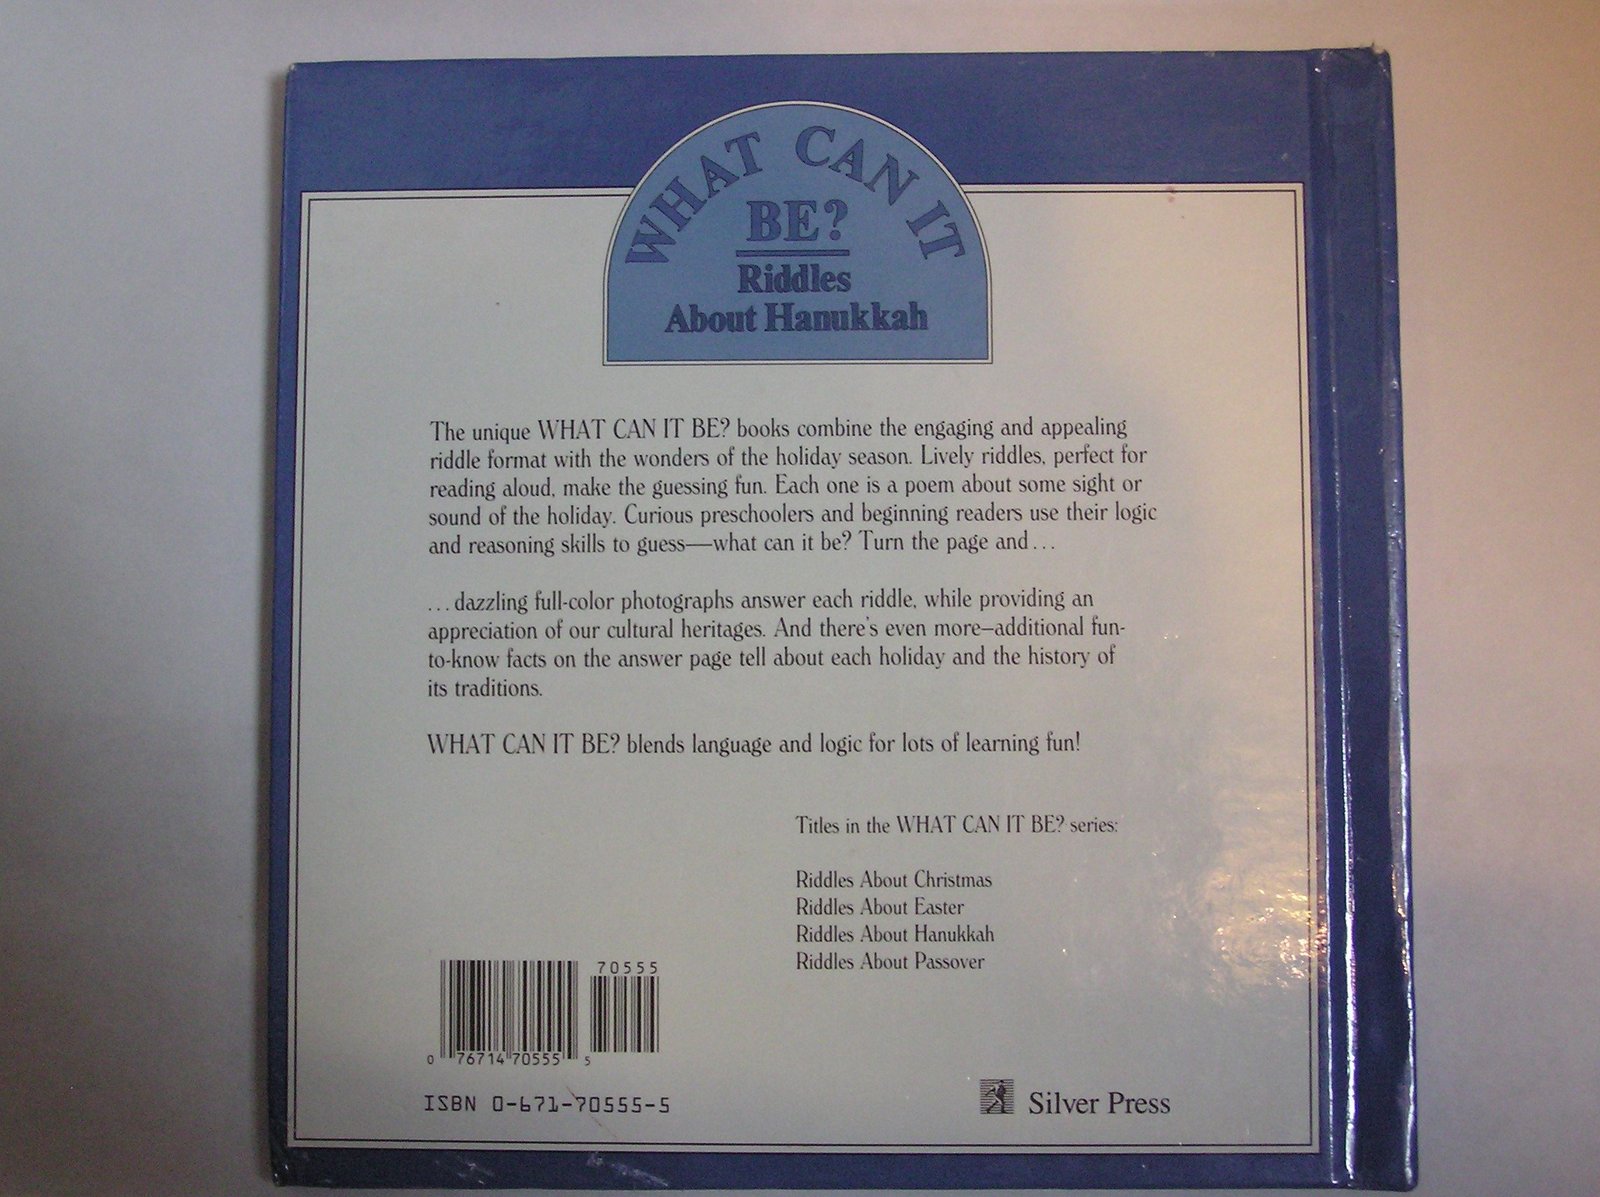 WHAT CAN IT
BE?
Riddles
About Hanukkah
The unique WHAT CAN IT BE? books combine the engaging and appealing
riddle format with the wonders of the holiday season. Lively riddles, perfect for
reading aloud, make the guessing fun. Each one is a poem about some sight or
sound of the holiday. Curious preschoolers and beginning readers use their logic
and reasoning skills to guess—what can it be? Turn the page and . . .
. . . dazzling full-color photographs answer each riddle, while providing an
appreciation of our cultural heritages. And there's even more—additional fun-
to-know facts on the answer page tell about each holiday and the history of
its traditions.
WHAT CAN IT BE? blends language and logic for lots of learning fun!
Titles in the WHAT CAN IT BE? series:
Riddles About Christmas
Riddles About Easter
Riddles About Hanukkah
Riddles About Passover
70555
0 76714 70555 5
ISBN 0-671-70555-5
Silver Press